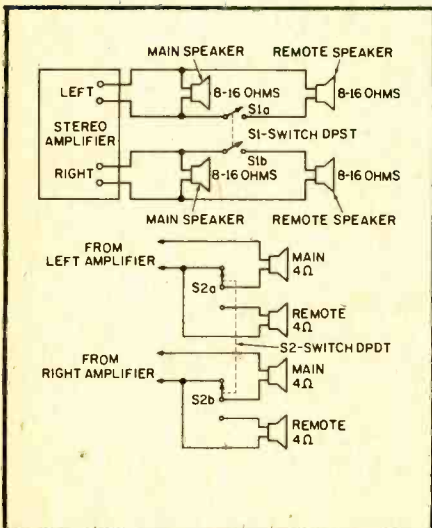 MAIN SPEAKER
REMOTE SPEAKER
LEFT
8-16 OHMS
S1a
8-16 OHMS
STEREO
AMPLIFIER
S1-SWITCH DPST
S1b
RIGHT
8-16 OHMS
8-16 OHMS
MAIN SPEAKER
REMOTE SPEAKER
FROM
LEFT AMPLIFIER
MAIN
4Ω
S2a
REMOTE
4Ω
S2-SWITCH DPDT
FROM
RIGHT AMPLIFIER
MAIN
4Ω
S2b
REMOTE
4Ω